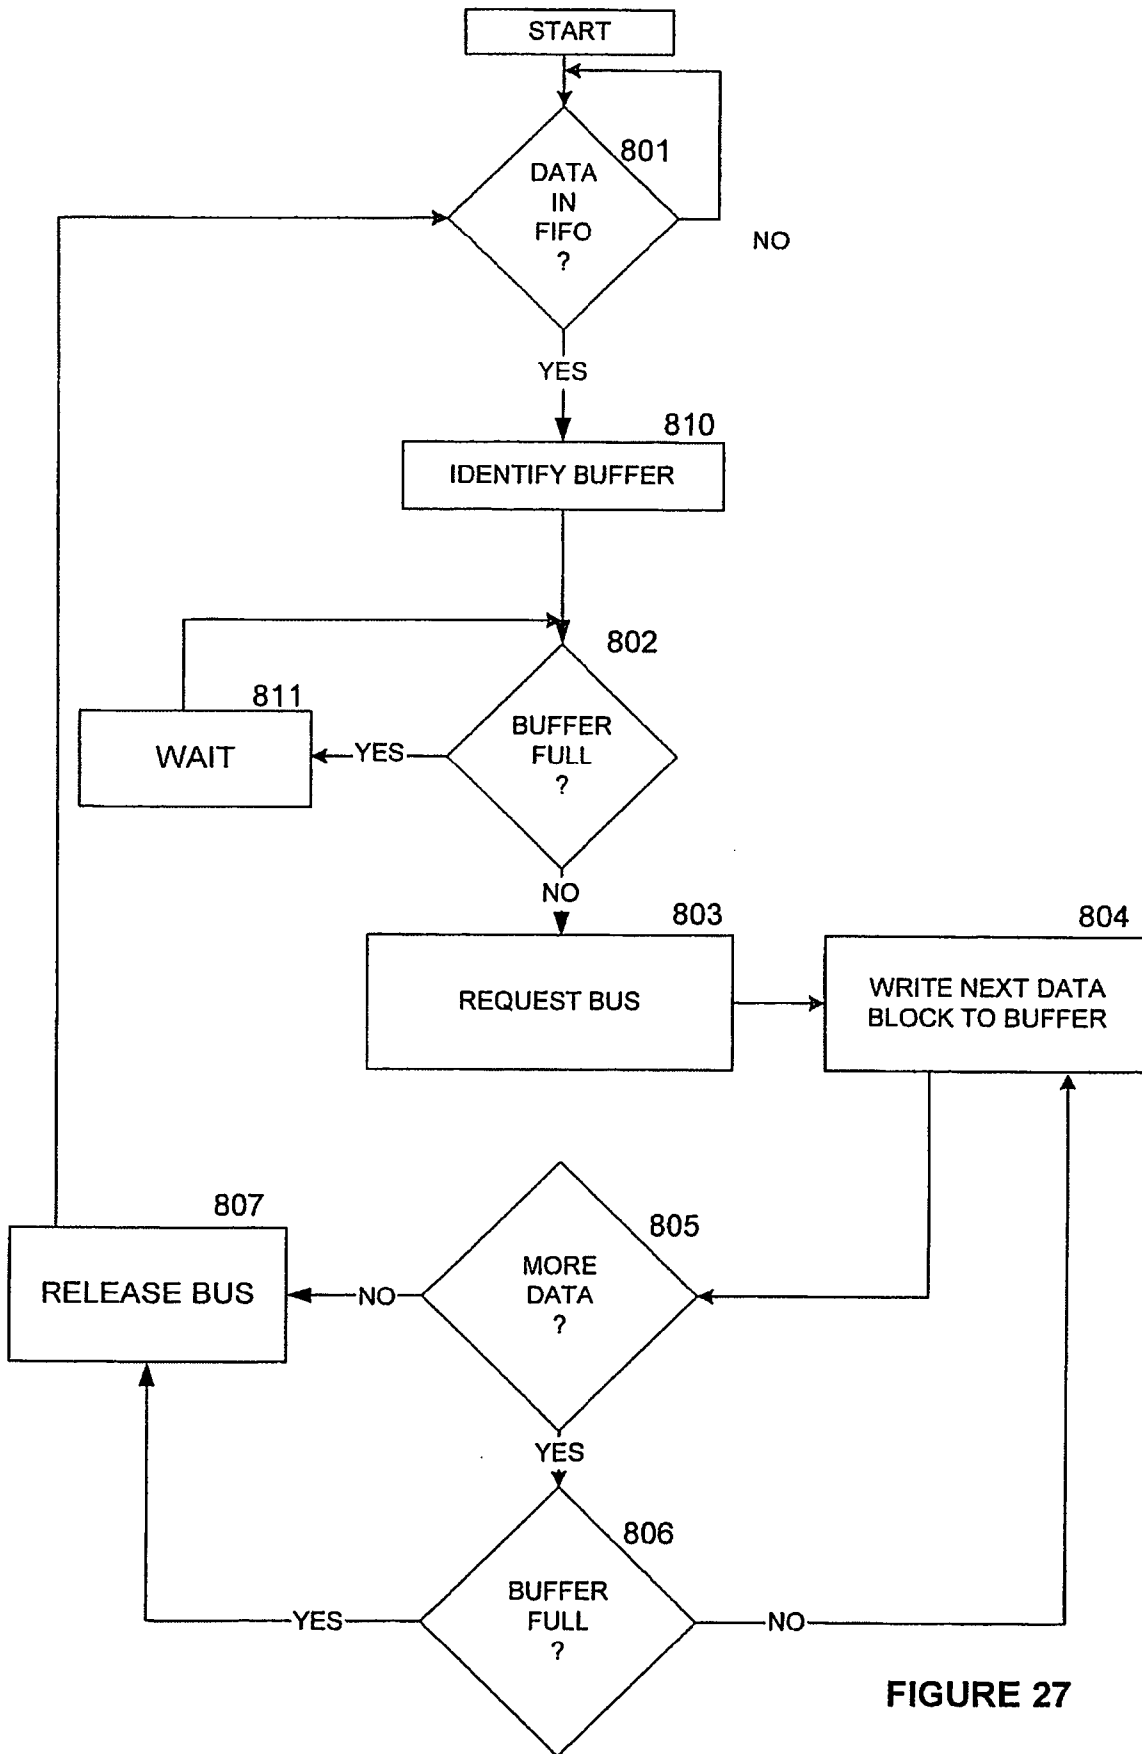 START
801
DATA
IN
FIFO
?
NO
YES
810
IDENTIFY BUFFER
802
811
BUFFER
FULL
?
WAIT
YES
NO
803
804
REQUEST BUS
WRITE NEXT DATA
BLOCK TO BUFFER
807
805
MORE
DATA
?
RELEASE BUS
NO
YES
806
BUFFER
FULL
?
YES
NO
FIGURE 27